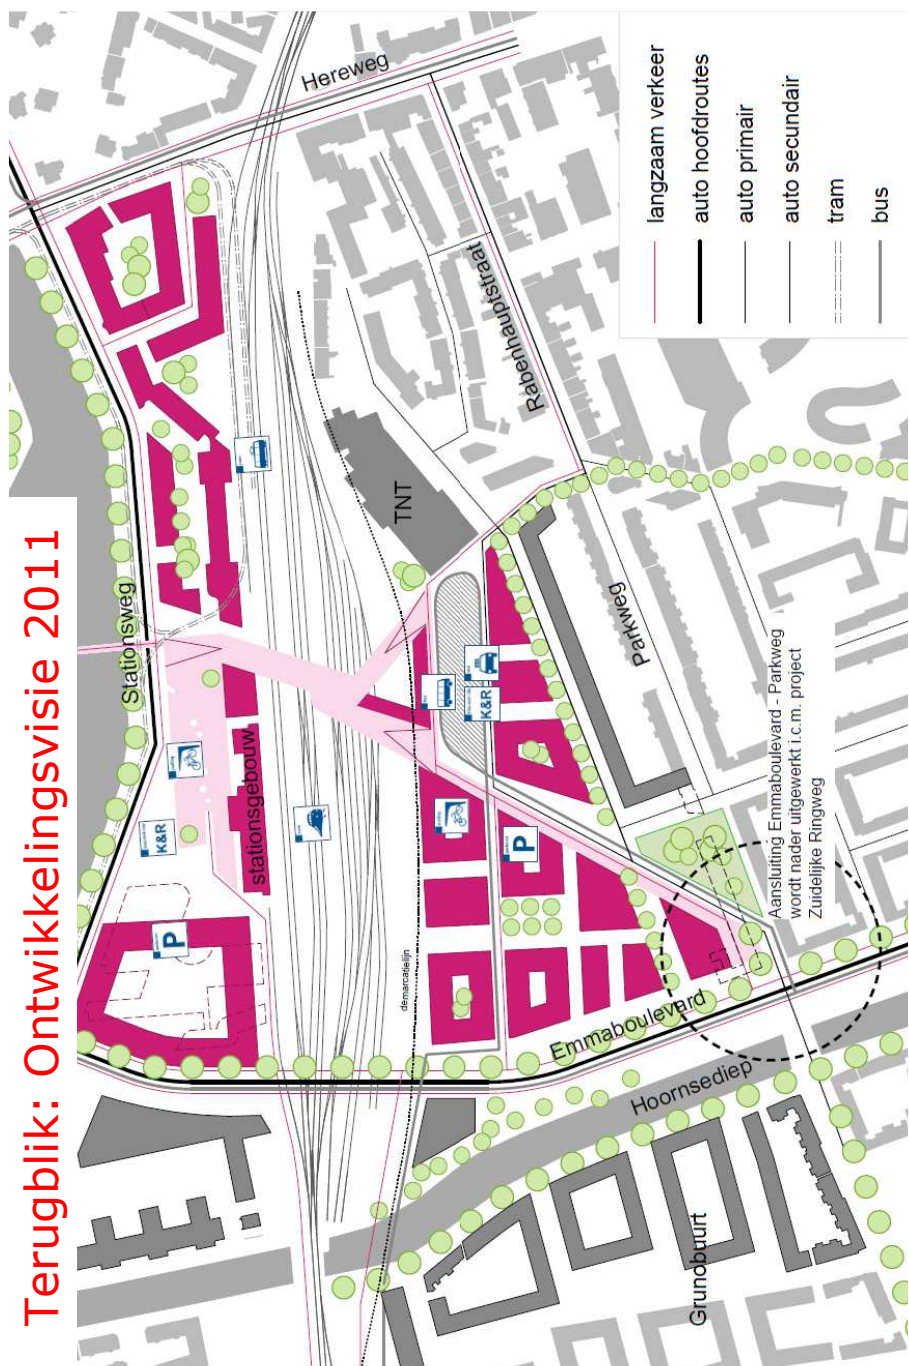 Terugblik: Ontwikkelingsvisie 2011
Stationsweg
Hereweg
K&R
P
stationsgebouw
TNT
Rabenhauptstraat
demarcatielijn
K&R
P
Parkweg
Emmaboulevard
Hoornsediep
Grunobuurt
Aansluiting Emmaboulevard - Parkweg
wordt nader uitgewerkt i.c.m. project
Zuidelijke Ringweg
langzaam verkeer
auto hoofdroutes
auto primair
auto secundair
tram
bus